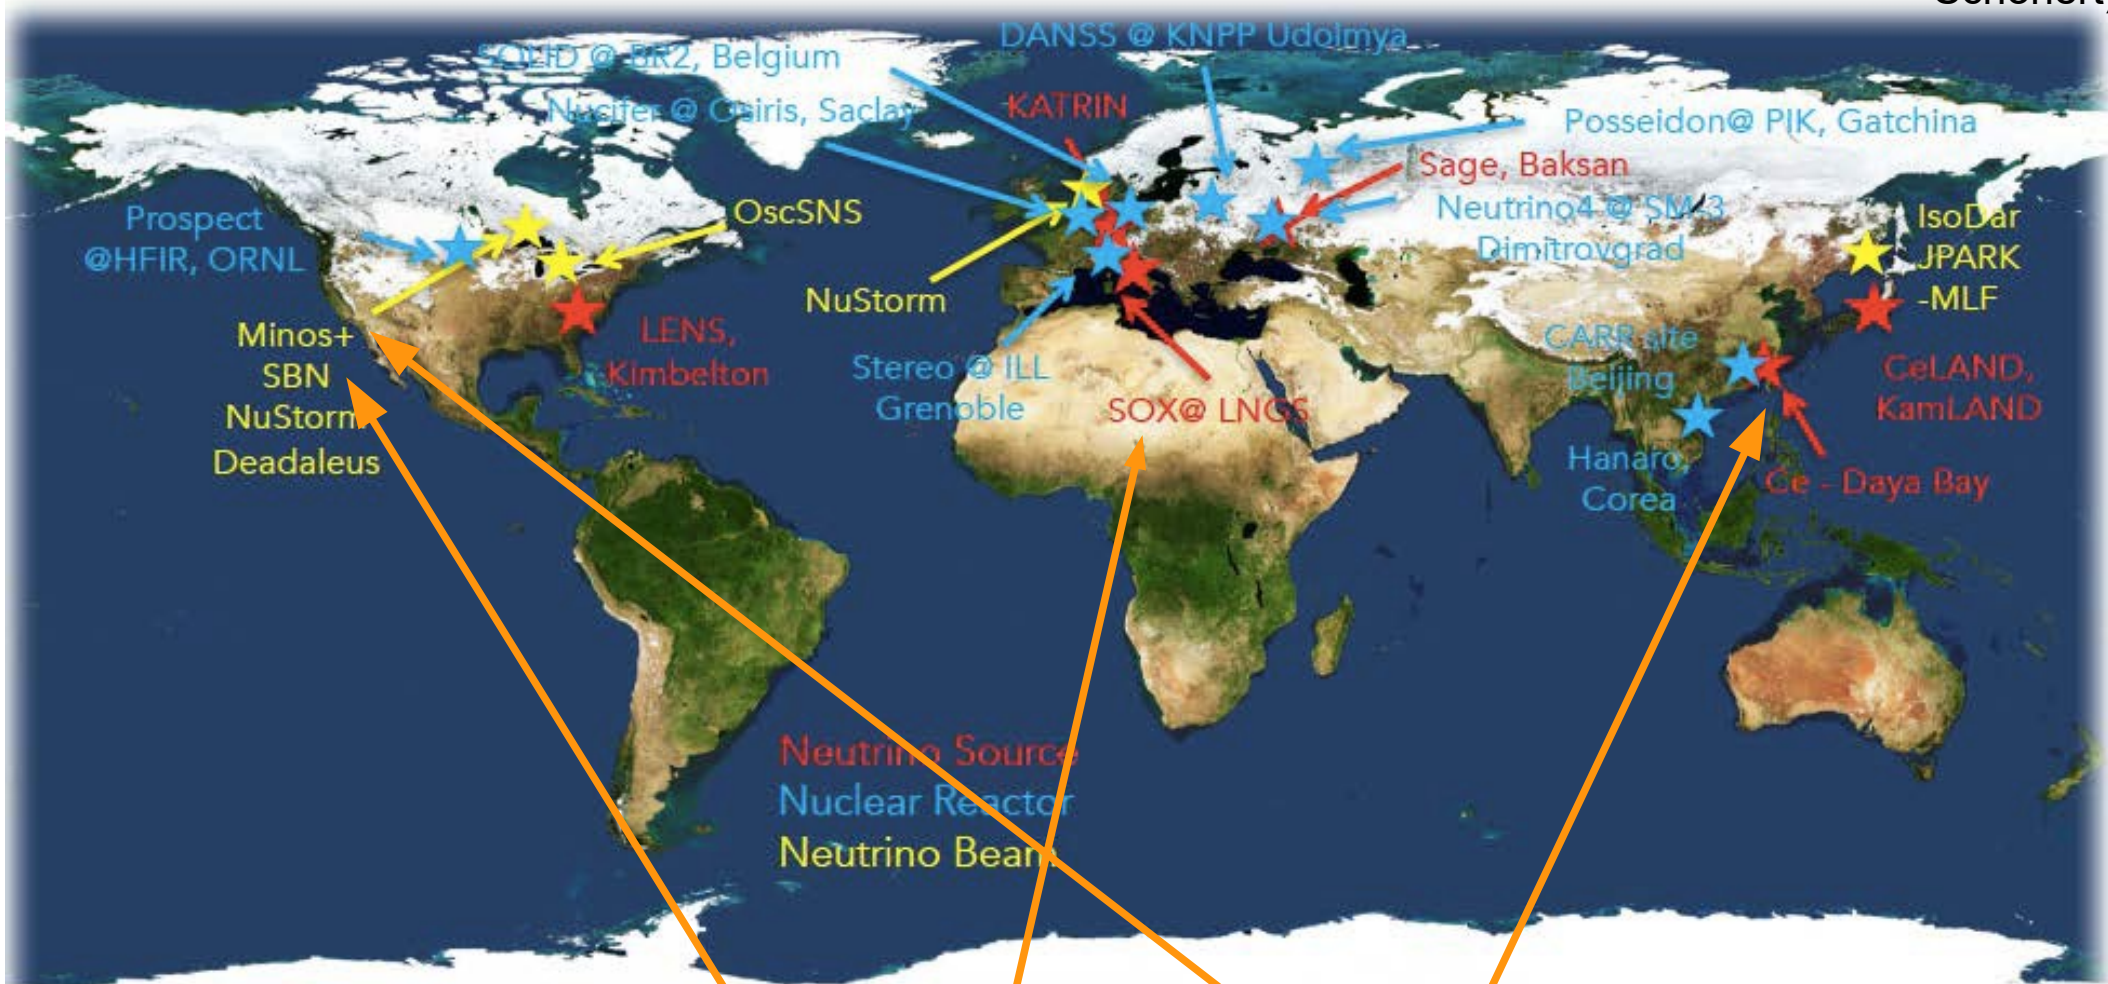 SOLID @ BR2, Belgium
Nucifer @ Osiris, Saclay
DANSS @ KNPP Udolmya
KATRIN
Posseidon@ PIK, Gatchina
Sage, Baksan
Neutrino4 @ SM-3
Dimitrovgrad
IsoDar
JPARK
-MLF
Prospect
@HFIR, ORNL
OscSNS
NuStorm
Minos+
SBN
NuStorm
Deadaleus
LENS,
Kimbelton
Stereo @ ILL
Grenoble
SOX@ LNGS
CARR site
Beijing
CeLAND,
KamLAND
Hanaro,
Corea
Ce - Daya Bay
Neutrino Source
Nuclear Reactor
Neutrino Beam